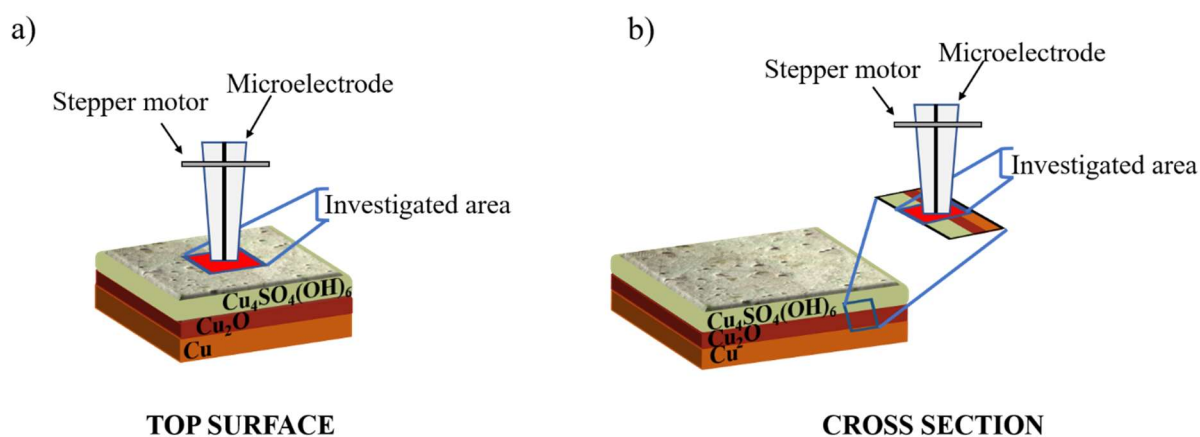 a)
Stepper motor
Microelectrode
Investigated area
Cu₄SO₄(OH)₆
Cu₂O
Cu
TOP SURFACE
b)
Stepper motor
Microelectrode
Investigated area
Cu₄SO₄(OH)₆
Cu₂O
Cu
CROSS SECTION